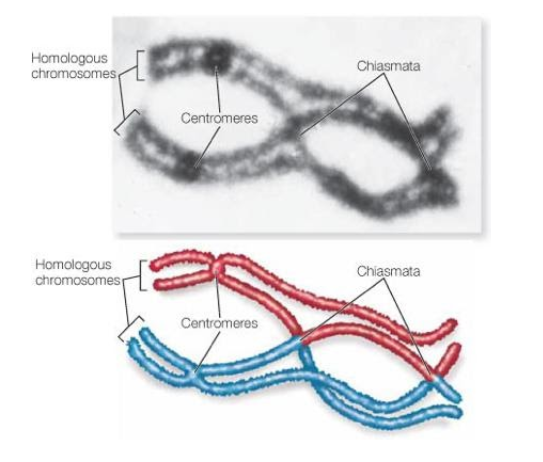 Homologous
chromosomes
Chiasmata
Centromeres
Homologous
chromosomes
Chiasmata
Centromeres